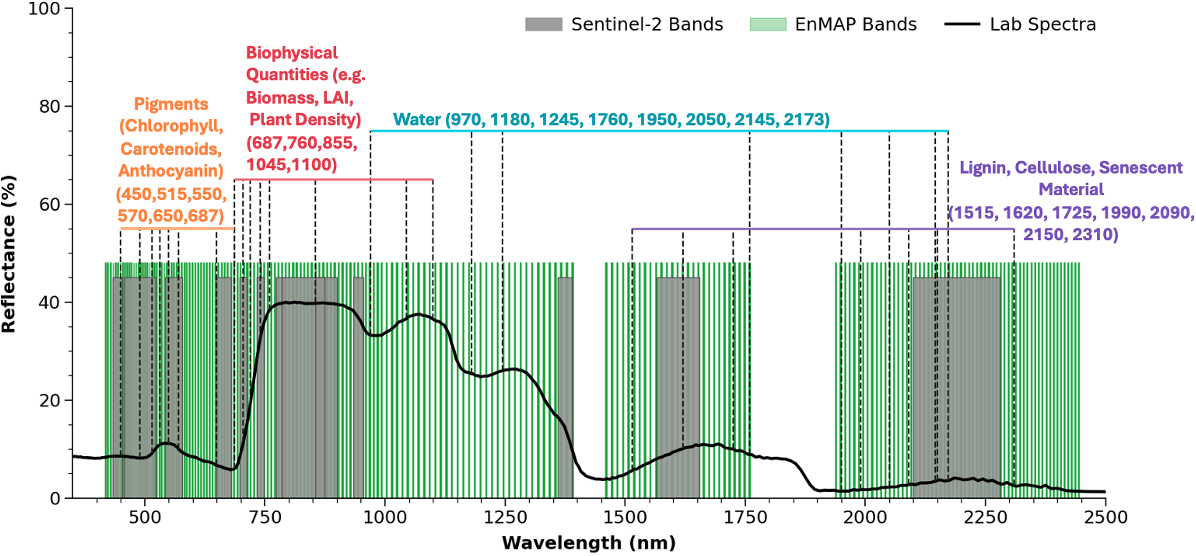 100
80
60
40
20
0
Reflectance (%)
Sentinel-2 Bands
EnMAP Bands
Lab Spectra
Biophysical
Quantities (e.g.
Biomass, LAI,
Plant Density)
(687,760,855,
1045,1100)
Pigments
(Chlorophyll,
Carotenoids,
Anthocyanin)
(450,515,550,
570,650,687)
Water (970, 1180, 1245, 1760, 1950, 2050, 2145, 2173)
Lignin, Cellulose, Senescent
Material
(1515, 1620, 1725, 1990, 2090,
2150, 2310)
500
750
1000
1250
1500
1750
2000
2250
2500
Wavelength (nm)